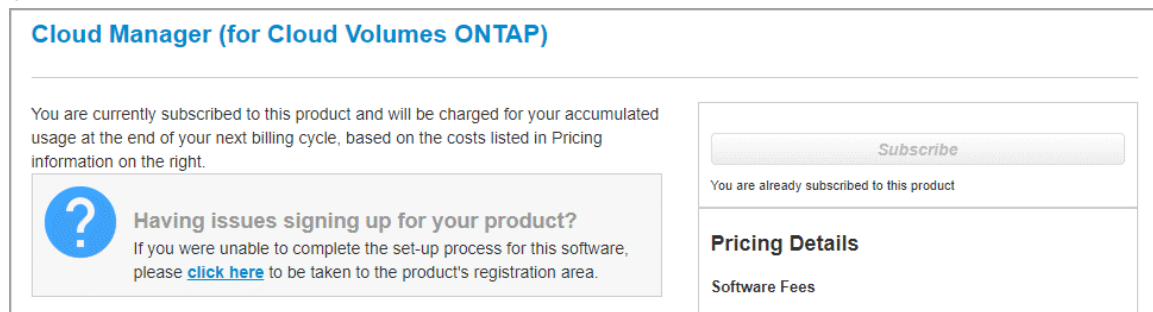 Cloud Manager (for Cloud Volumes ONTAP)
You are currently subscribed to this product and will be charged for your accumulated
usage at the end of your next billing cycle, based on the costs listed in Pricing
information on the right.
?
Having issues signing up for your product?
If you were unable to complete the set-up process for this software,
please click here to be taken to the product's registration area.
Subscribe
You are already subscribed to this product
Pricing Details
Software Fees